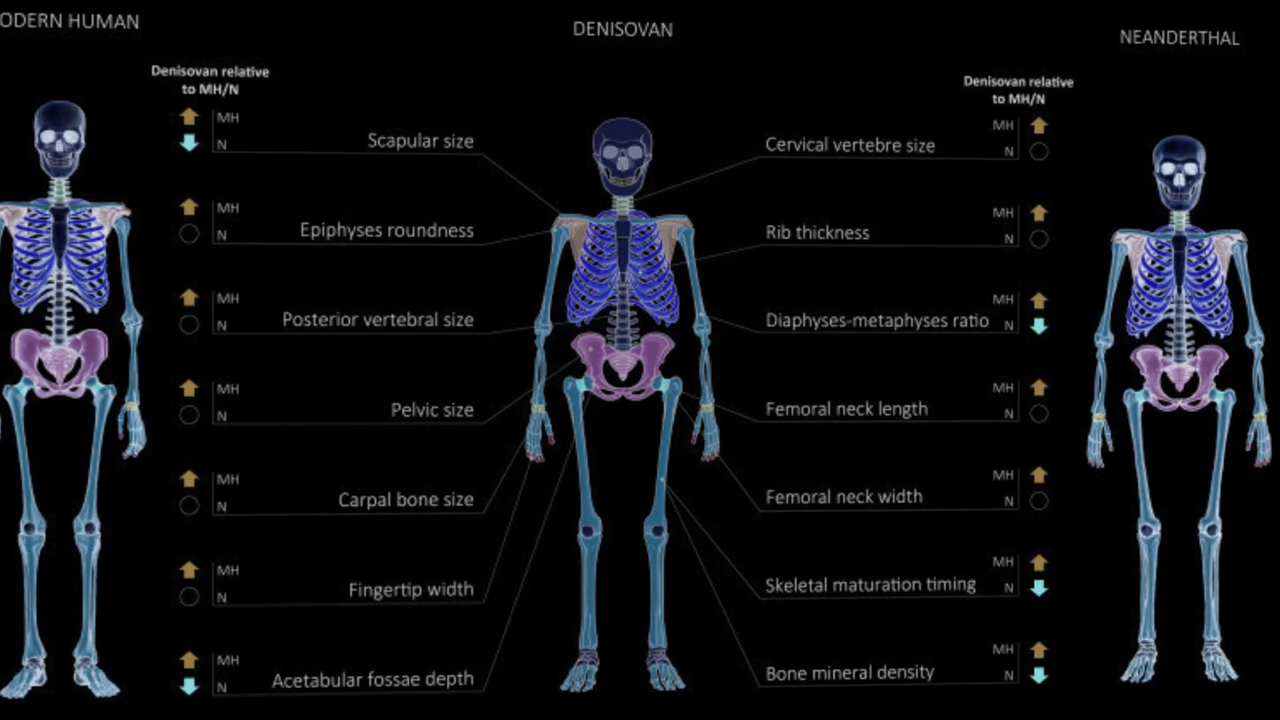 ODERN HUMAN
DENISOVAN
NEANDERTHAL
Denisovan relative
to MH/N
MH
N
Scapular size
MH
N
Epiphyses roundness
MH
N
Posterior vertebral size
MH
N
Pelvic size
MH
N
Carpal bone size
MH
N
Fingertip width
MH
N
Acetabular fossae depth
Denisovan relative
to MH/N
Cervical vertebre size
MH
N
Rib thickness
MH
N
Diaphyses-metaphyses ratio
MH
N
Femoral neck length
MH
N
Femoral neck width
MH
N
Skeletal maturation timing
MH
N
Bone mineral density
MH
N